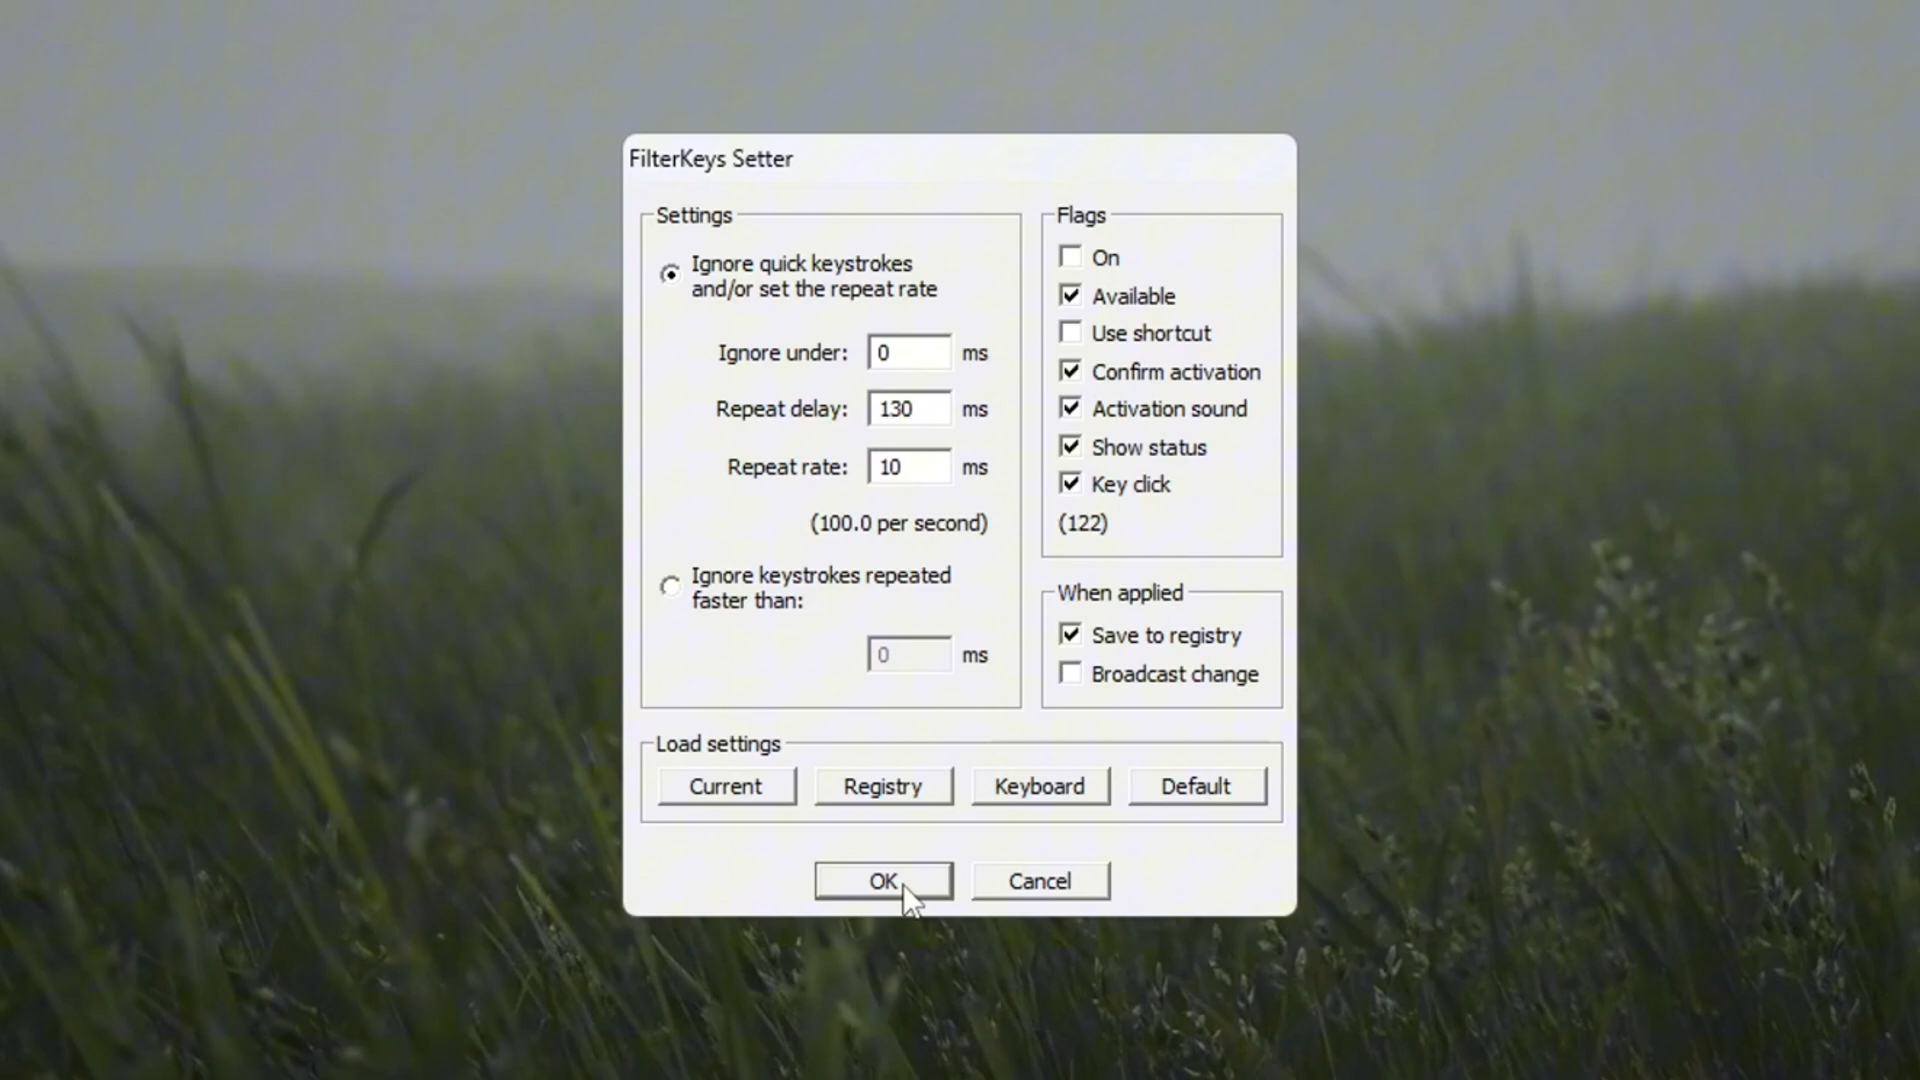 FilterKeys Setter
Settings
Ignore quick keystrokes
and/or set the repeat rate
Ignore under: 0 ms
Repeat delay: 130 ms
Repeat rate: 10 ms
(100.0 per second)
Ignore keystrokes repeated
faster than:
0 ms
Flags
On
Available
Use shortcut
Confirm activation
Activation sound
Show status
Key click
(122)
When applied
Save to registry
Broadcast change
Load settings
Current Registry Keyboard Default
OK Cancel